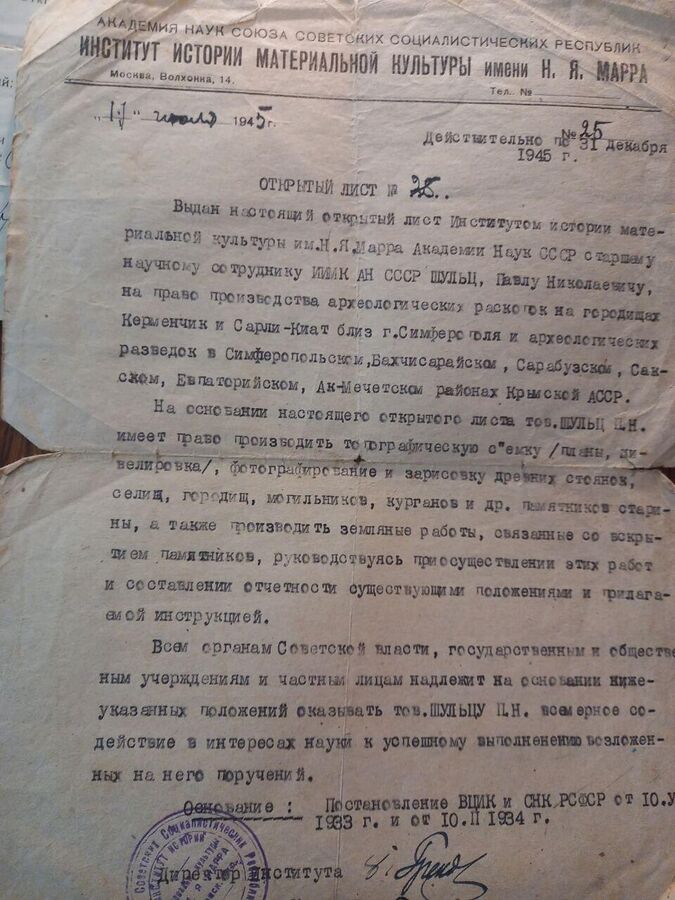 АКАДЕМИЯ НАУК СОЮЗА СОВЕТСКИХ СОЦИАЛИСТИЧЕСКИХ РЕСПУБЛИК
ИНСТИТУТ ИСТОРИИ МАТЕРИАЛЬНОЙ КУЛЬТУРЫ имени Н. Я. МАРРА
Москва, Волхонка, 14.
Тел. №
1945 г.
№ 25
Действительно по 31 декабря
1945 г.
ОТКРЫТЫЙ ЛИСТ № 25.
Выдан настоящий открытый лист Институтом истории мате-
риальной культуры им.Н.Я.Марра Академии Наук СССР старшему
научному сотруднику ИИМК АН СССР ШУЛЬЦ, Павлу Николаевичу,
на право производства археологических раскопок на городищах
Керменчик и Сарли-Киат близ г.Симферополя и археологических
разведок в Симферопольском,Бахчисарайском, Сарабузском, Сак-
ском, Евпаторийском, Ак-Мечетском районах Крымской АССР.
На основании настоящего открытого листа тов.ШУЛЬЦ П.Н.
имеет право производить топографическую с"емку /планы, ни-
велировка/, фотографирование и зарисовку древних стоянок,
селищ, городищ, могильников, курганов и др. памятников стари-
ны, а также производить земляные работы, связанные со вскры-
тием памятников, руководствуясь приосуществлении этих работ
и составлении отчетности существующими положениями и прилага-
емой инструкцией.
Всем органам Советской власти, государственным и обществе
ным учерждениям и частным лицам надлежит на основании ниже-
указанных положений оказывать тов.ШУЛЬЦУ П.Н. всемерное со-
действие в интересах науки к успешному выполненению возложен-
ных на него поручений.
Основание : Постановление ВЦИК и СНК РСФСР от 10.У
1933 г. и от 10.П 1934 г.
Директор Института